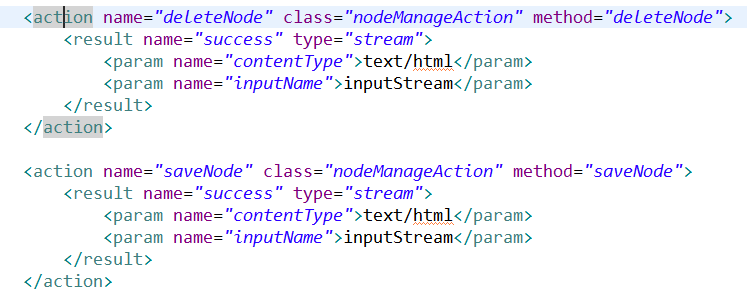 <action name="deleteNode" class="nodeManageAction" method="deleteNode">
<result name="success" type="stream">
<param name="contentType">text/html</param>
<param name="inputName">inputStream</param>
</result>
</action>
<action name="saveNode" class="nodeManageAction" method="saveNode">
<result name="success" type="stream">
<param name="contentType">text/html</param>
<param name="inputName">inputStream</param>
</result>
</action>